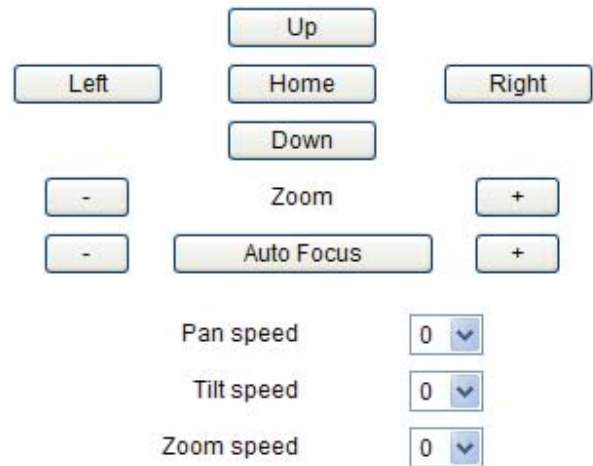 Up
Left Home Right
Down
- Zoom +
- Auto Focus +
Pan speed 0
Tilt speed 0
Zoom speed 0